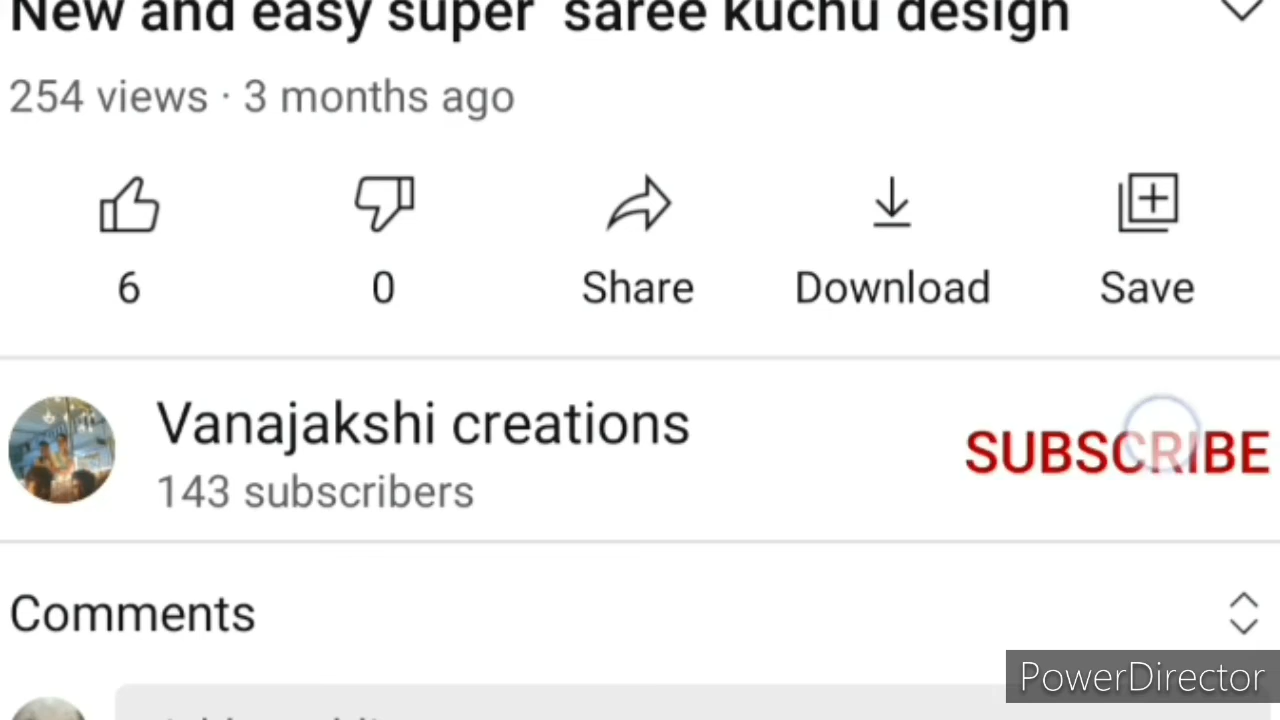 New and easy super saree kuchu design
254 views · 3 months ago
6
0
Share
Download
Save
Vanajakshi creations
SUBSCRIBE
143 subscribers
Comments
PowerDirector